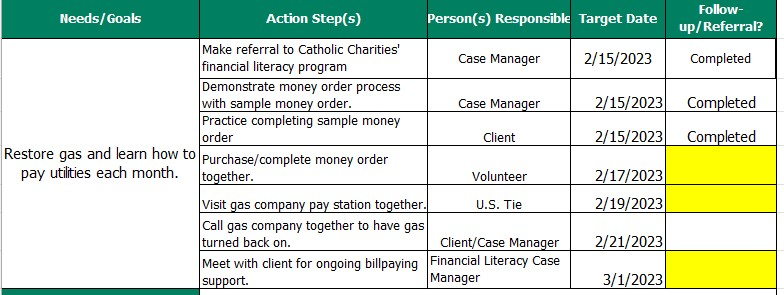 Needs/Goals Action Step(s) Person(s) Responsible Target Date Follow-
up/Referral?
Make referral to Catholic Charities'
financial literacy program Case Manager 2/15/2023 Completed
Demonstrate money order process
with sample money order. Case Manager 2/15/2023 Completed
Practice completing sample money
order Client 2/15/2023 Completed
Restore gas and learn how to
pay utilities each month.
Purchase/complete money order
together. Volunteer 2/17/2023
Visit gas company pay station together. U.S. Tie 2/19/2023
Call gas company together to have gas
turned back on. Client/Case Manager 2/21/2023
Meet with client for ongoing billpaying
support. Financial Literacy Case
Manager 3/1/2023